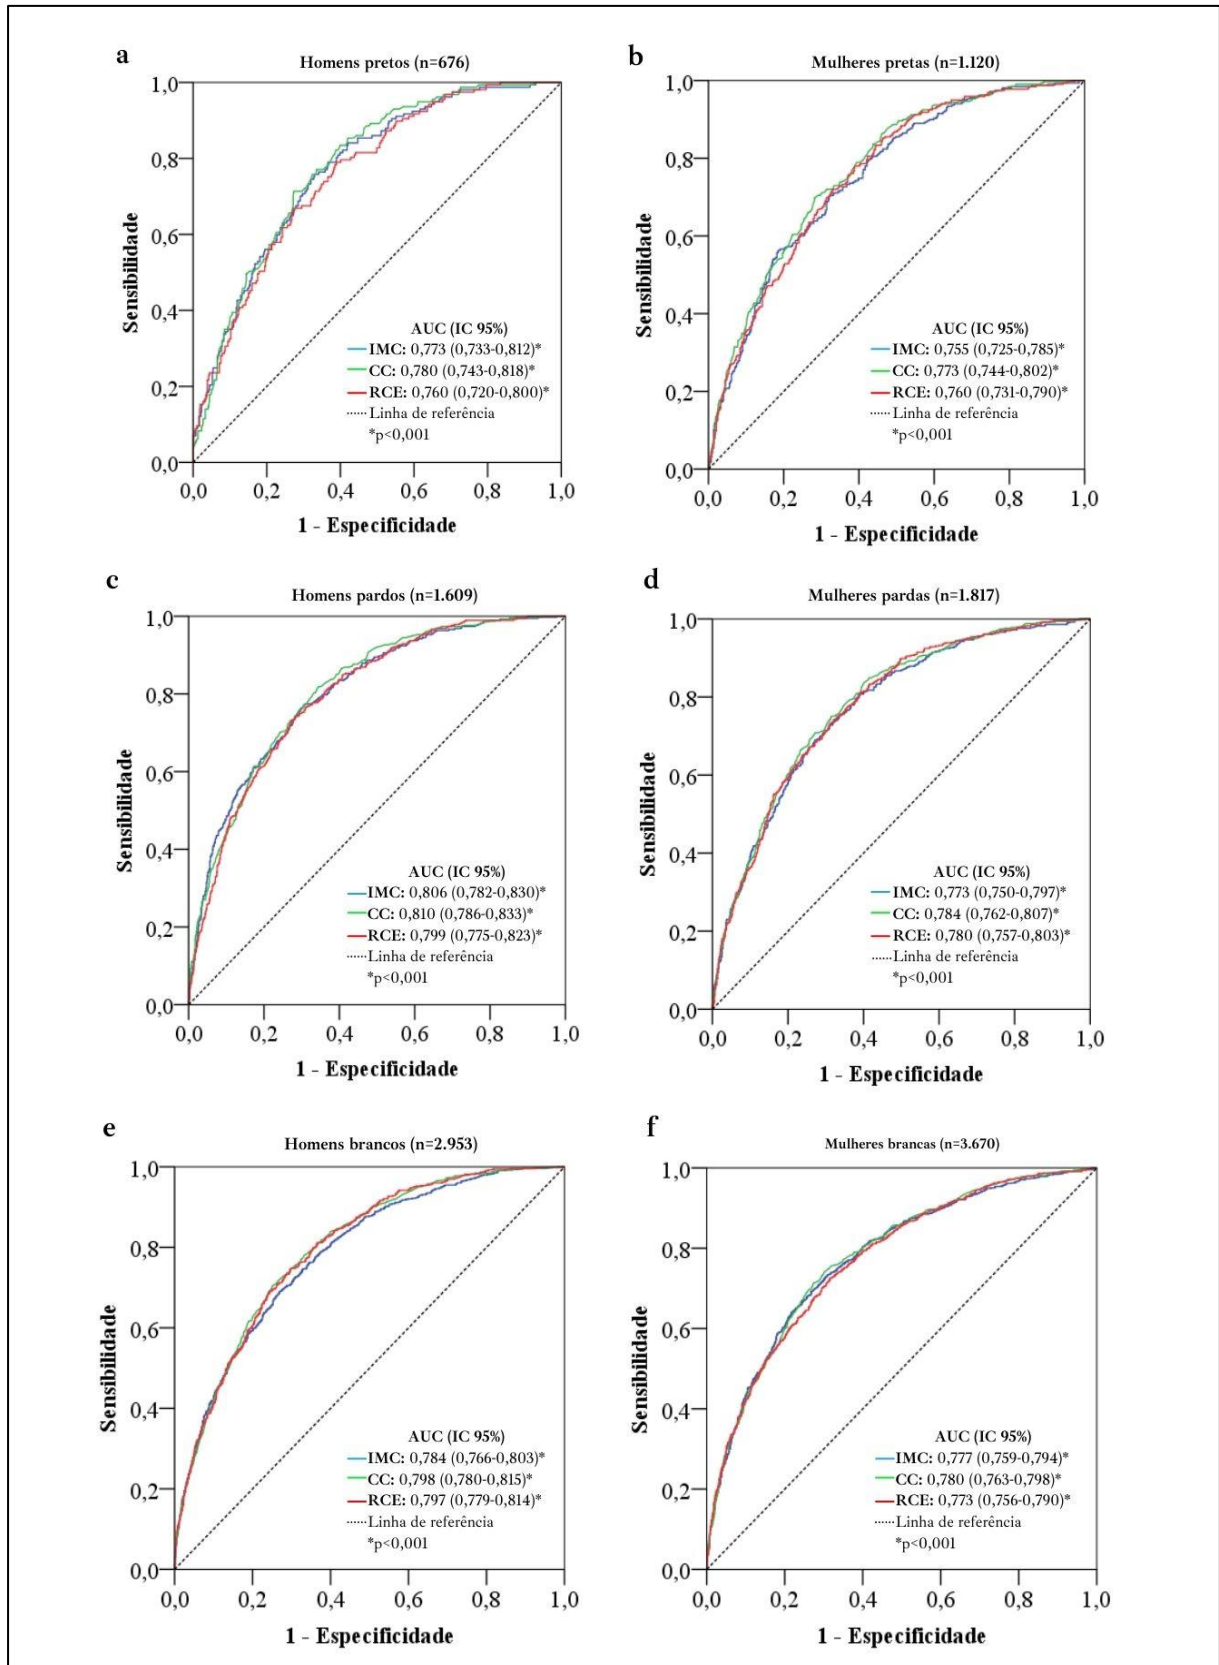 a
Homens pretos (n=676)
Sensibilidade
1,0
0,8
0,6
0,4
0,2
0,0
AUC (IC 95%)
IMC: 0,773 (0,733-0,812)*
CC: 0,780 (0,743-0,818)*
RCE: 0,760 (0,720-0,800)*
Linha de referência
*p<0,001
0,0 0,2 0,4 0,6 0,8 1,0
1 - Especificidade
b
Mulheres pretas (n=1.120)
Sensibilidade
1,0
0,8
0,6
0,4
0,2
0,0
AUC (IC 95%)
IMC: 0,755 (0,725-0,785)*
CC: 0,773 (0,744-0,802)*
RCE: 0,760 (0,731-0,790)*
Linha de referência
*p<0,001
0,0 0,2 0,4 0,6 0,8 1,0
1 - Especificidade
c
Homens pardos (n=1.609)
Sensibilidade
1,0
0,8
0,6
0,4
0,2
0,0
AUC (IC 95%)
IMC: 0,806 (0,782-0,830)*
CC: 0,810 (0,786-0,833)*
RCE: 0,799 (0,775-0,823)*
Linha de referência
*p<0,001
0,0 0,2 0,4 0,6 0,8 1,0
1 - Especificidade
d
Mulheres pardas (n=1.817)
Sensibilidade
1,0
0,8
0,6
0,4
0,2
0,0
AUC (IC 95%)
IMC: 0,773 (0,750-0,797)*
CC: 0,784 (0,762-0,807)*
RCE: 0,780 (0,757-0,803)*
Linha de referência
*p<0,001
0,0 0,2 0,4 0,6 0,8 1,0
1 - Especificidade
e
Homens brancos (n=2.953)
Sensibilidade
1,0
0,8
0,6
0,4
0,2
0,0
AUC (IC 95%)
IMC: 0,784 (0,766-0,803)*
CC: 0,798 (0,780-0,815)*
RCE: 0,797 (0,779-0,814)*
Linha de referência
*p<0,001
0,0 0,2 0,4 0,6 0,8 1,0
1 - Especificidade
f
Mulheres brancas (n=3.670)
Sensibilidade
1,0
0,8
0,6
0,4
0,2
0,0
AUC (IC 95%)
IMC: 0,777 (0,759-0,794)*
CC: 0,780 (0,763-0,798)*
RCE: 0,773 (0,756-0,790)*
Linha de referência
*p<0,001
0,0 0,2 0,4 0,6 0,8 1,0
1 - Especificidade